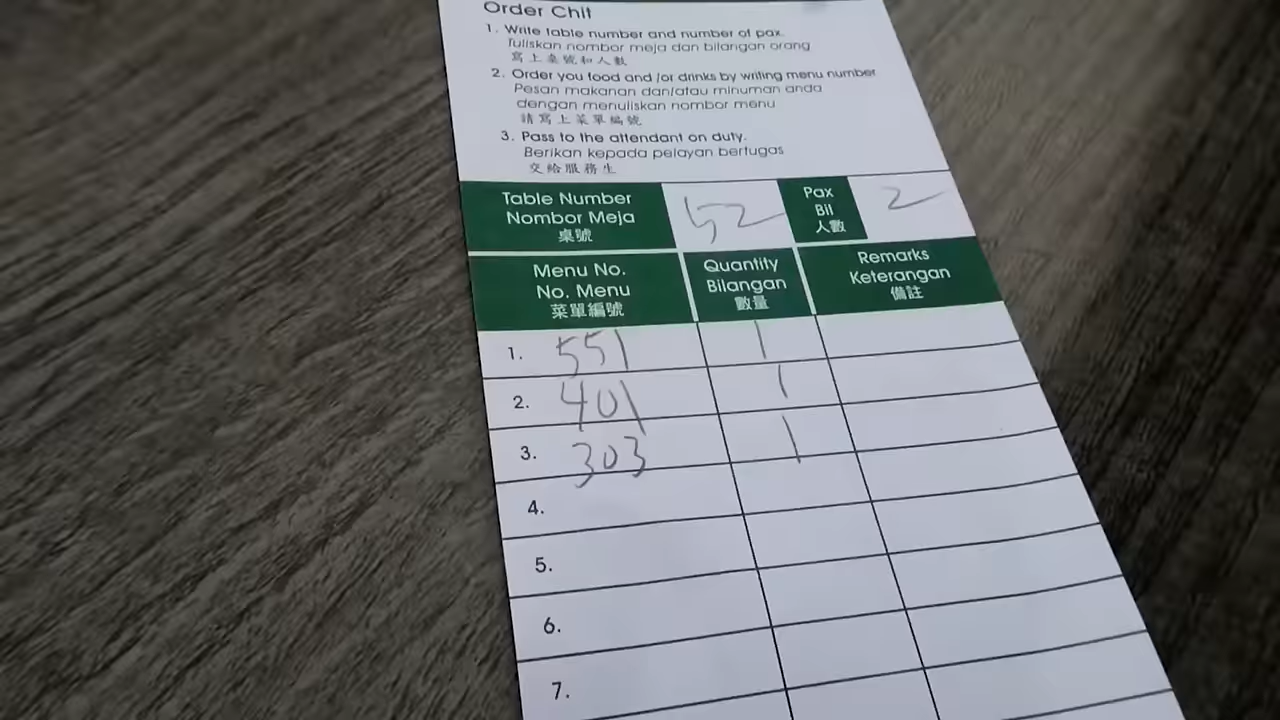 Order Chit
1. Write table number and number of pax.
Tuliskan nombor meja dan bilangan orang
寫上桌號和人數
2. Order you food and /or drinks by writing menu number
Pesan makanan dan/atau minuman anda
dengan menuliskan nombor menu
請寫上菜單編號
3. Pass to the attendant on duty.
Berikan kepada pelayan bertugas
交給服務生
Table Number
Nombor Meja
桌號
52
Pax
Bil
人數
2
Menu No.
No. Menu
菜單編號
Quantity
Bilangan
數量
Remarks
Keterangan
備註
1. 551 1
2. 401 1
3. 303 1
4.
5.
6.
7.